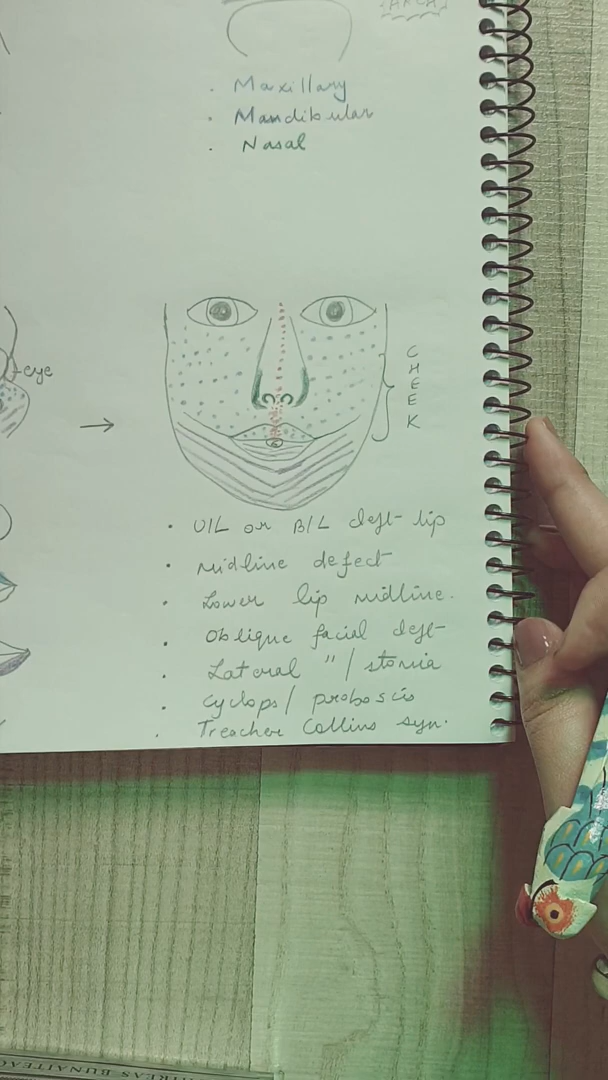 ARCH
. Maxillary
. Mandibular
. Nasal
eye
CHEEK
. U/L or B/L cleft lip
. Midline defect
. Lower lip midline.
. Oblique facial cleft
. Lateral " / stomia
. Cyclops / proboscis
. Treacher Collins syn.